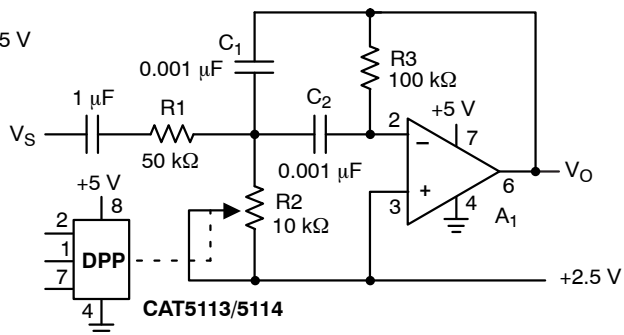 5 V
C1
0.001 µF
R3
100 kΩ
1 µF
R1
C2
+5 V
VS
50 kΩ
0.001 µF
2
–
7
6
VO
+
3
4
A1
R2
10 kΩ
+5 V
8
2
1
7
DPP
4
CAT5113/5114
+2.5 V